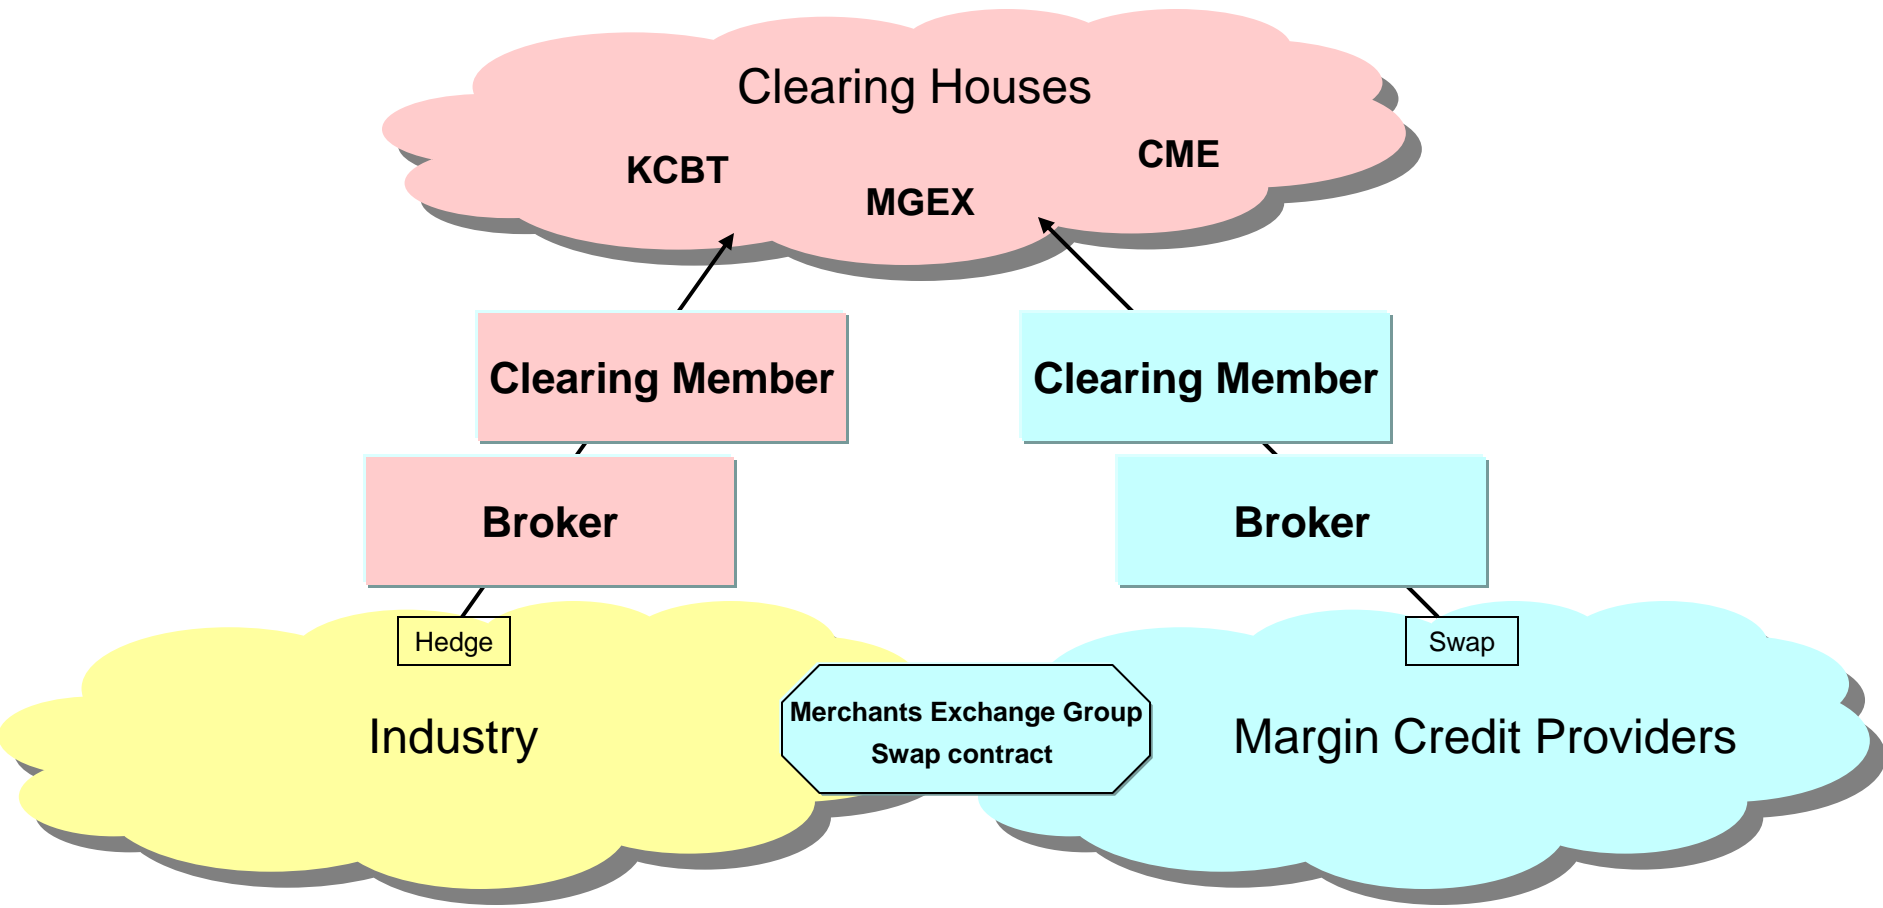 Clearing Houses
KCBT
MGEX
CME
Clearing Member
Clearing Member
Broker
Broker
Hedge
Swap
Industry
Merchants Exchange Group
Swap contract
Margin Credit Providers